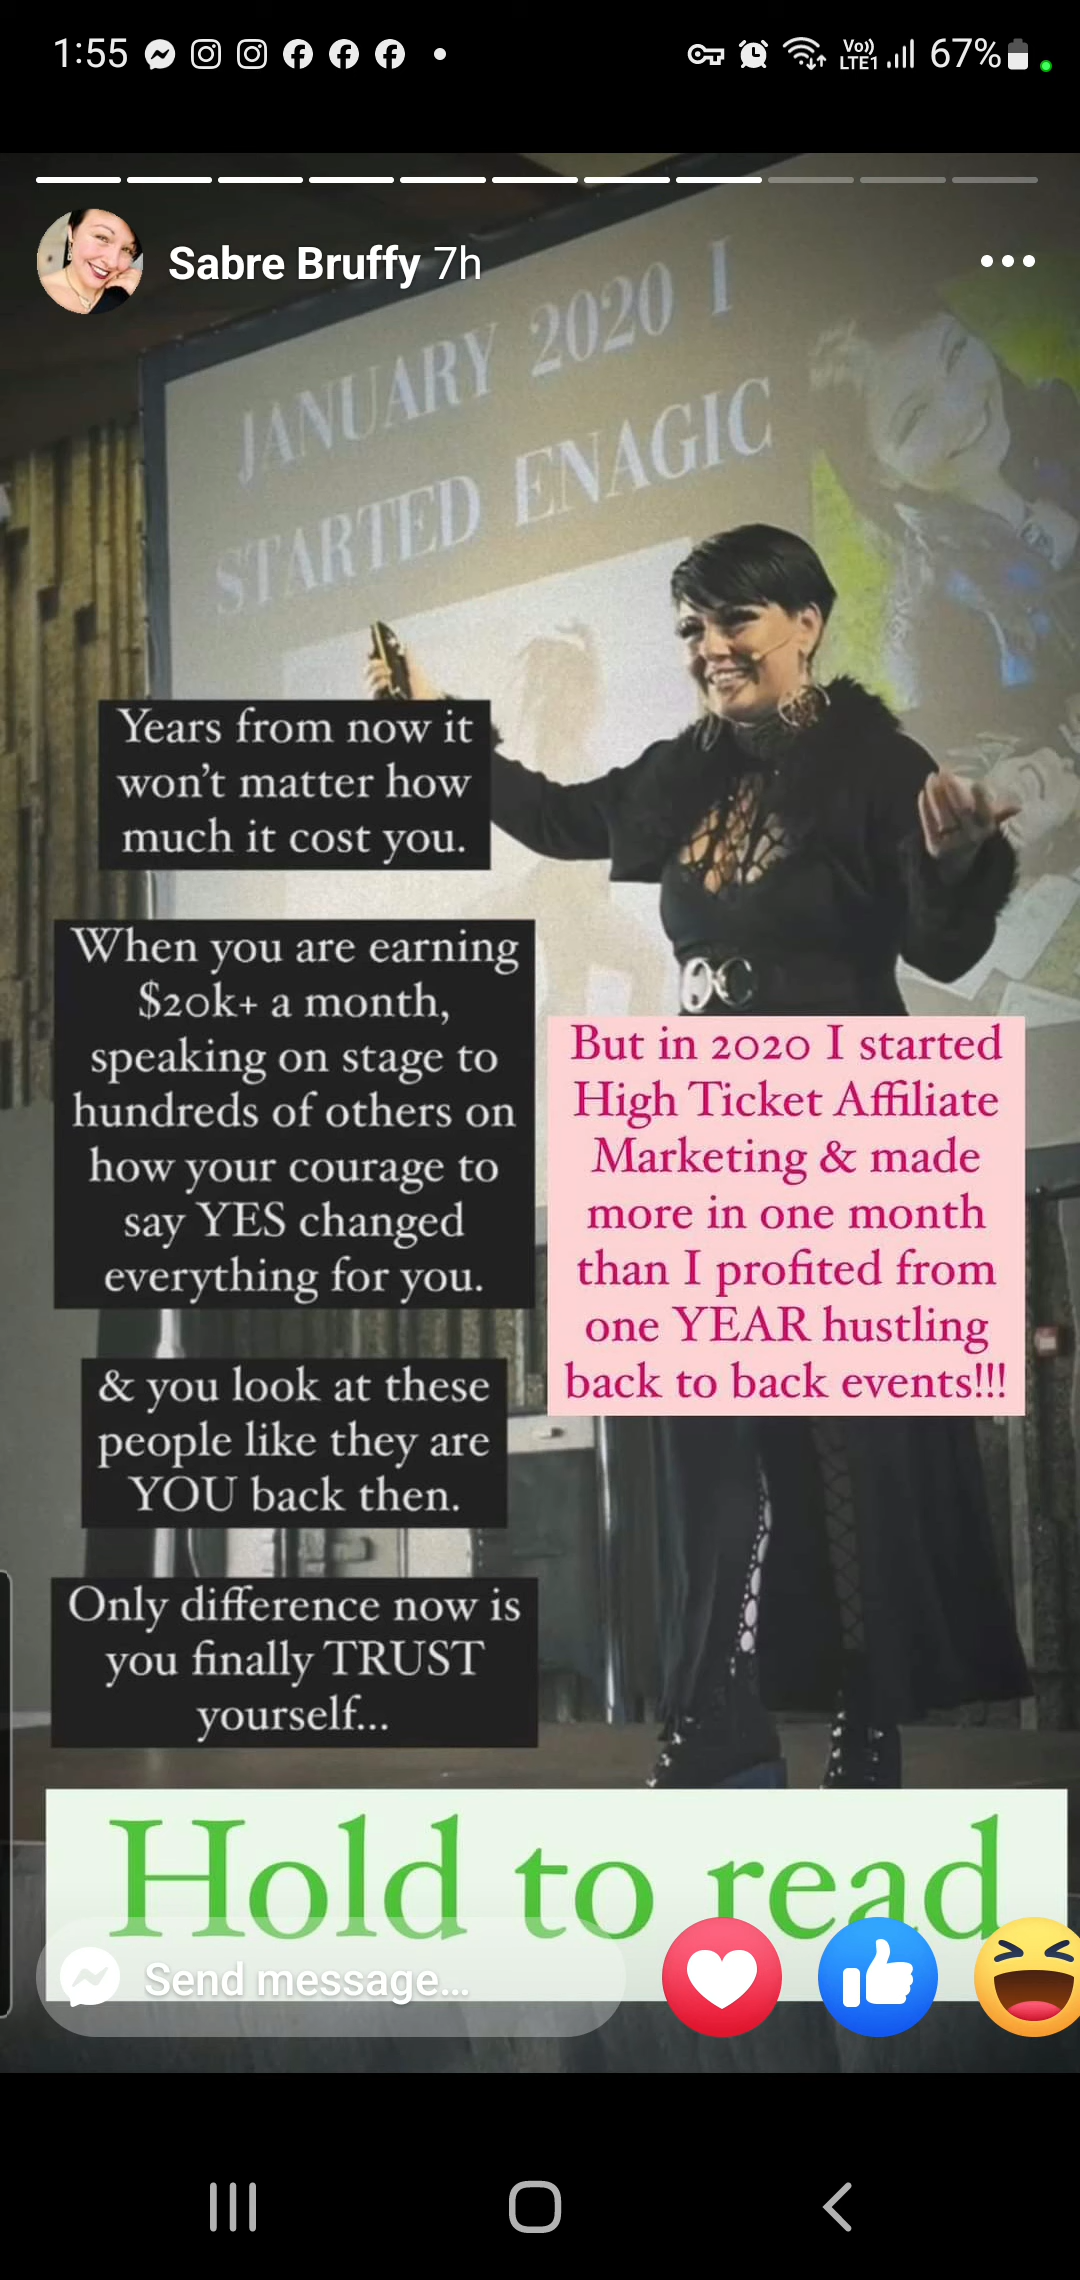 1:55
Vo))
LTE1
67%
Sabre Bruffy 7h
JANUARY 2020 I
STARTED ENAGIC
Years from now it
won't matter how
much it cost you.
When you are earning
$20k+ a month,
speaking on stage to
hundreds of others on
how your courage to
say YES changed
everything for you.
But in 2020 I started
High Ticket Affiliate
Marketing & made
more in one month
than I profited from
one YEAR hustling
back to back events!!!
& you look at these
people like they are
YOU back then.
Only difference now is
you finally TRUST
yourself...
Hold to read
Send message...